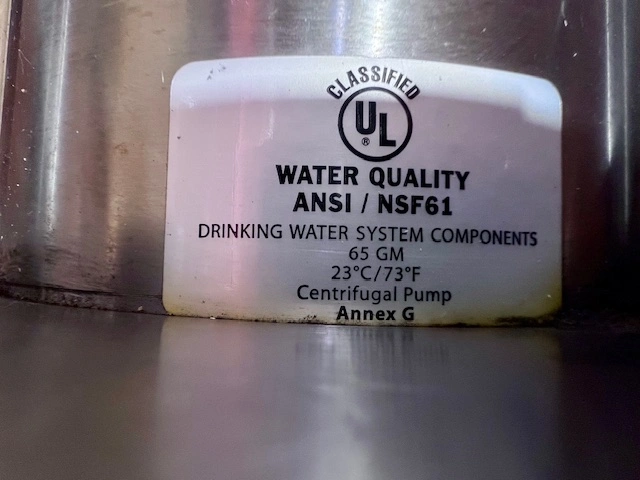 CLASSIFIED
UL®
WATER QUALITY
ANSI / NSF61
DRINKING WATER SYSTEM COMPONENTS
65 GM
23°C/73°F
Centrifugal Pump
Annex G